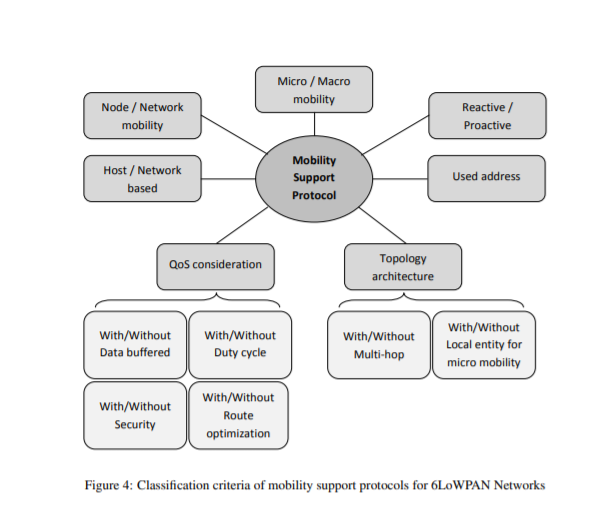 Micro / Macro
mobility
Node / Network
mobility
Reactive /
Proactive
Mobility
Support
Protocol
Host / Network
based
Used address
QoS consideration
Topology
architecture
With/Without
Data buffered
With/Without
Duty cycle
With/Without
Multi-hop
With/Without
Local entity for
micro mobility
With/Without
Security
With/Without
Route
optimization
Figure 4: Classification criteria of mobility support protocols for 6LoWPAN Networks